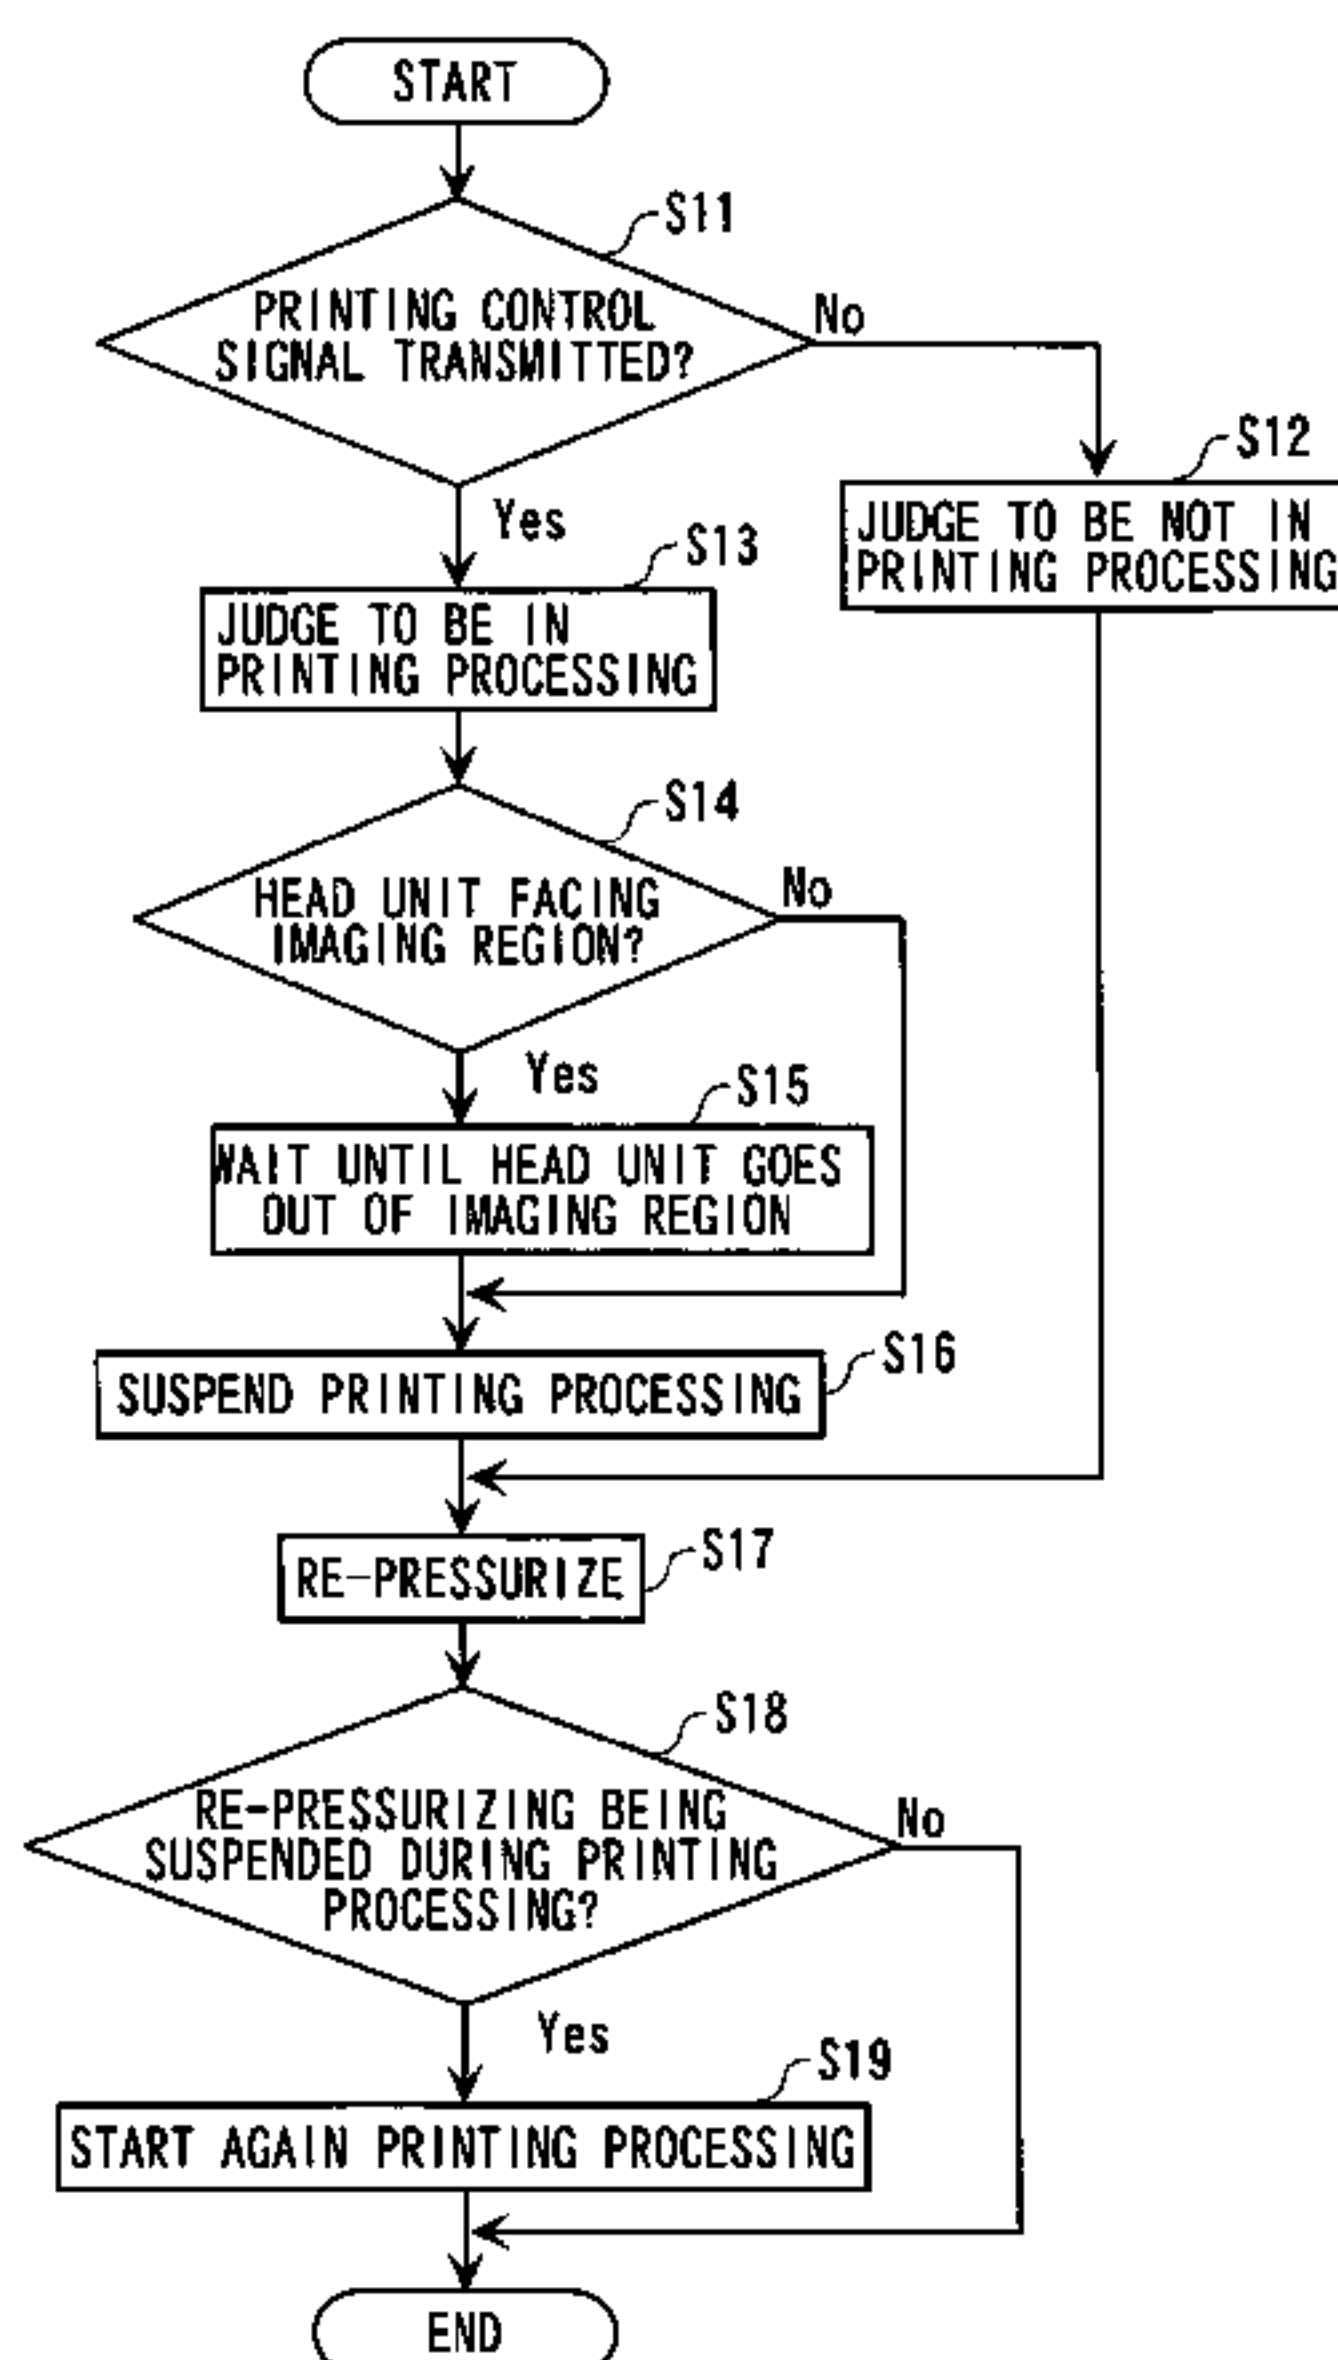 START
S11
PRINTING CONTROL
SIGNAL TRANSMITTED?
No
S12
JUDGE TO BE NOT IN
PRINTING PROCESSING
Yes
S13
JUDGE TO BE IN
PRINTING PROCESSING
S14
HEAD UNIT FACING
IMAGING REGION?
No
Yes
S15
WAIT UNTIL HEAD UNIT GOES
OUT OF IMAGING REGION
S16
SUSPEND PRINTING PROCESSING
S17
RE-PRESSURIZE
S18
RE-PRESSURIZING BEING
SUSPENDED DURING PRINTING
PROCESSING?
No
Yes
S19
START AGAIN PRINTING PROCESSING
END